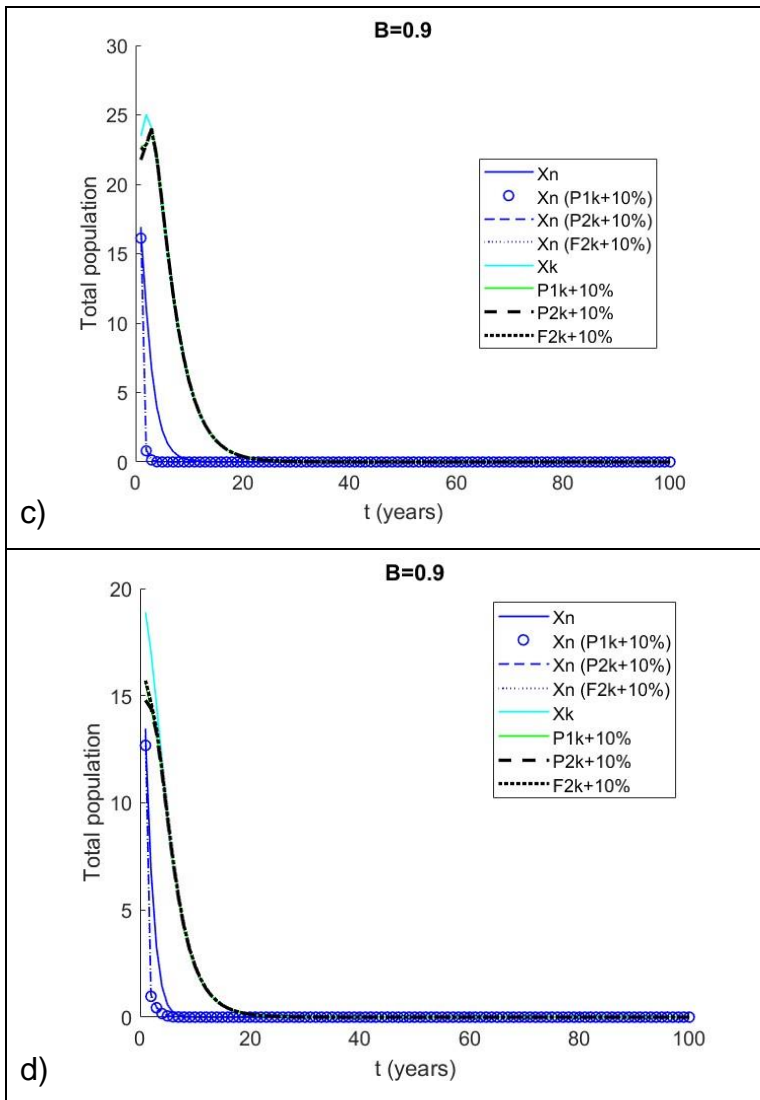 B=0.9
30
25
20
15
10
5
0
Total population
Xn
Xn (P1k+10%)
Xn (P2k+10%)
Xn (F2k+10%)
Xk
P1k+10%
P2k+10%
F2k+10%
0 20 40 60 80 100
t (years)
c)
B=0.9
20
15
10
5
0
Total population
Xn
Xn (P1k+10%)
Xn (P2k+10%)
Xn (F2k+10%)
Xk
P1k+10%
P2k+10%
F2k+10%
0 20 40 60 80 100
t (years)
d)